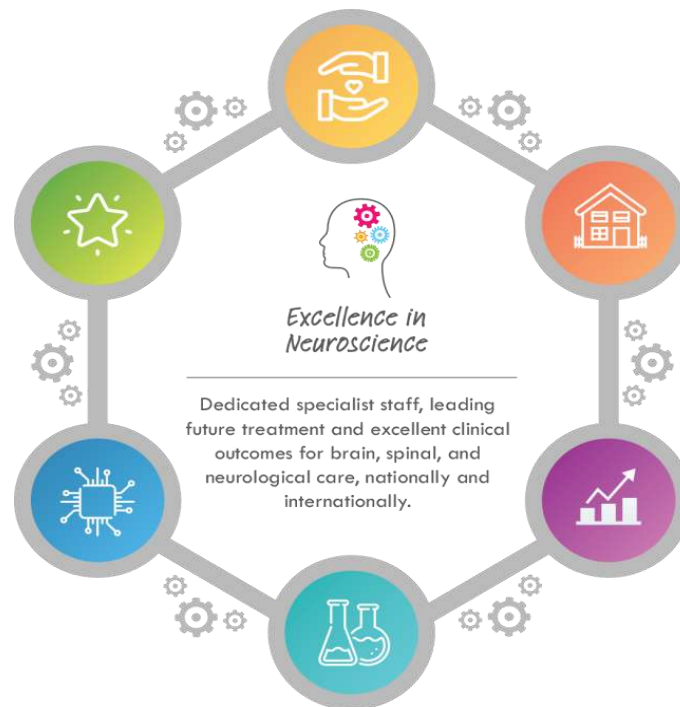 Excellence in
Neuroscience
Dedicated specialist staff, leading
future treatment and excellent clinical
outcomes for brain, spinal, and
neurological care, nationally and
internationally.